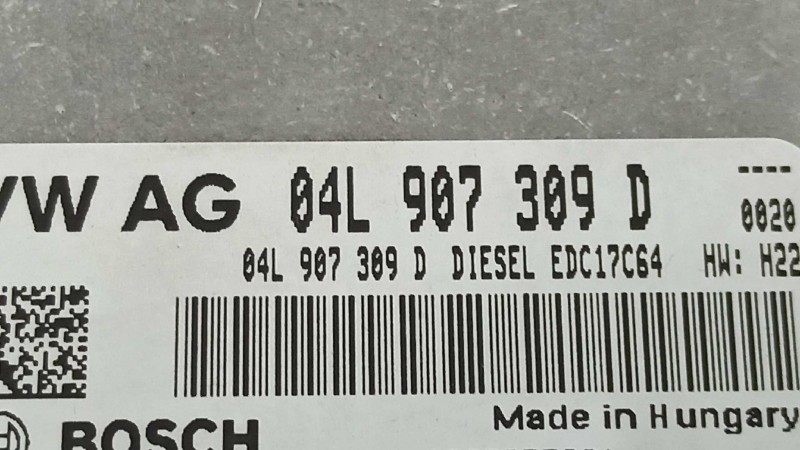 VW AG 04L 907 309 D
----
0020
04L 907 309 D DIESEL EDC17C64 HW: H22
Made in Hungary
BOSCH